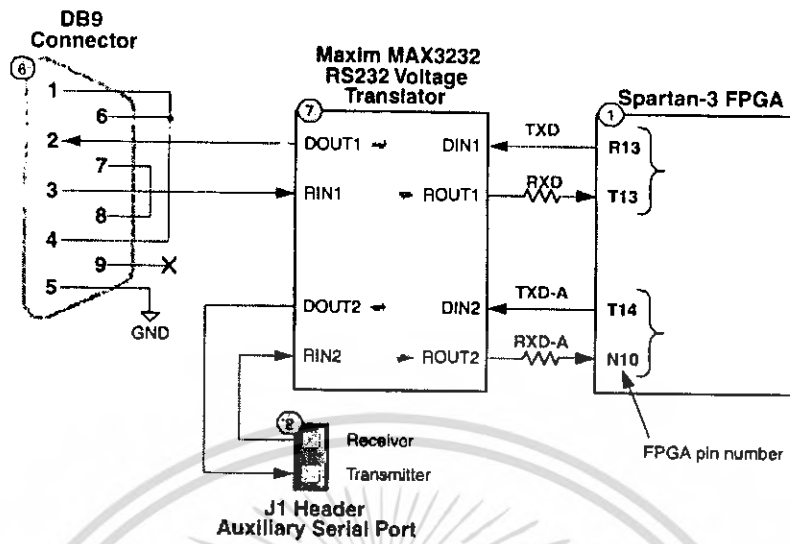 DB9
Connector
6
1
6
2
7
3
8
4
9
5
GND
Maxim MAX3232
RS232 Voltage
Translator
7
DOUT1
DIN1
RIN1
ROUT1
DOUT2
DIN2
RIN2
ROUT2
TXD
RXD
TXD-A
RXD-A
Spartan-3 FPGA
1
R13
T13
T14
N10
FPGA pin number
Receiver
Transmitter
J1 Header
Auxiliary Serial Port